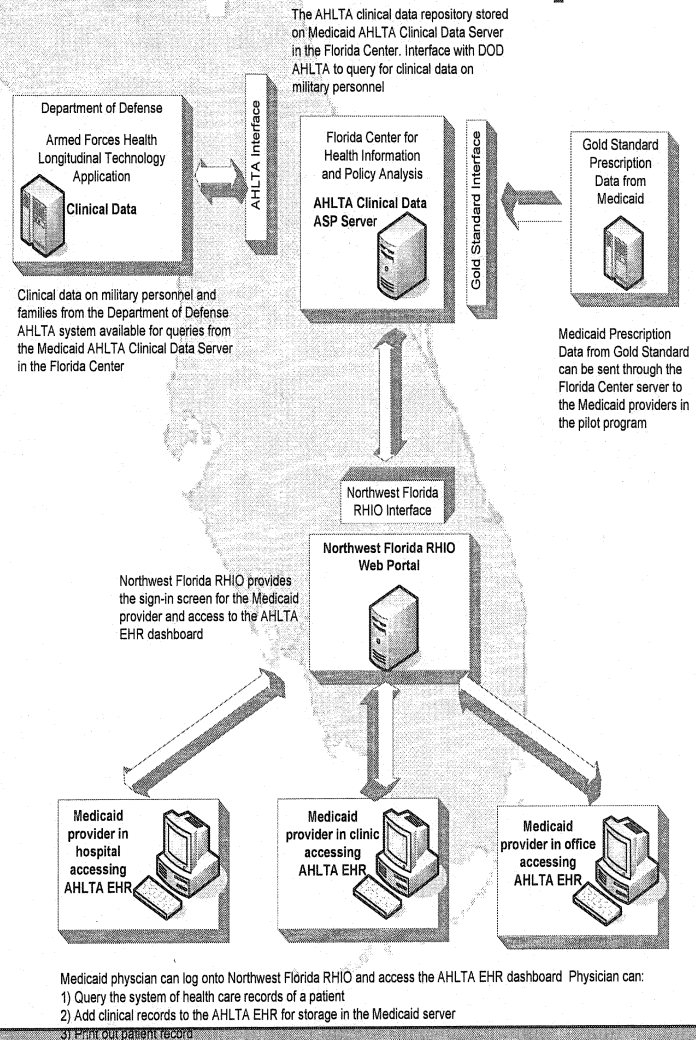 The AHLTA clinical data repository stored
on Medicaid AHLTA Clinical Data Server
in the Florida Center. Interface with DOD
AHLTA to query for clinical data on
military personnel
Department of Defense
Armed Forces Health
Longitudinal Technology
Application
Clinical Data
AHLTA Interface
Florida Center for
Health Information
and Policy Analysis
AHLTA Clinical Data
ASP Server
Gold Standard Interface
Gold Standard
Prescription
Data from
Medicaid
Clinical data on military personnel and
families from the Department of Defense
AHLTA system available for queries from
the Medicaid AHLTA Clinical Data Server
in the Florida Center
Medicaid Prescription
Data from Gold Standard
can be sent through the
Florida Center server to
the Medicaid providers in
the pilot program
Northwest Florida
RHIO Interface
Northwest Florida RHIO
Web Portal
Northwest Florida RHIO provides
the sign-in screen for the Medicaid
provider and access to the AHLTA
EHR dashboard
Medicaid
provider in
hospital
accessing
AHLTA EHR
Medicaid
provider in clinic
accessing
AHLTA EHR
Medicaid
provider in office
accessing
AHLTA EHR
Medicaid physcian can log onto Northwest Florida RHIO and access the AHLTA EHR dashboard Physician can:
1) Query the system of health care records of a patient
2) Add clinical records to the AHLTA EHR for storage in the Medicaid server
3) Print out patient record